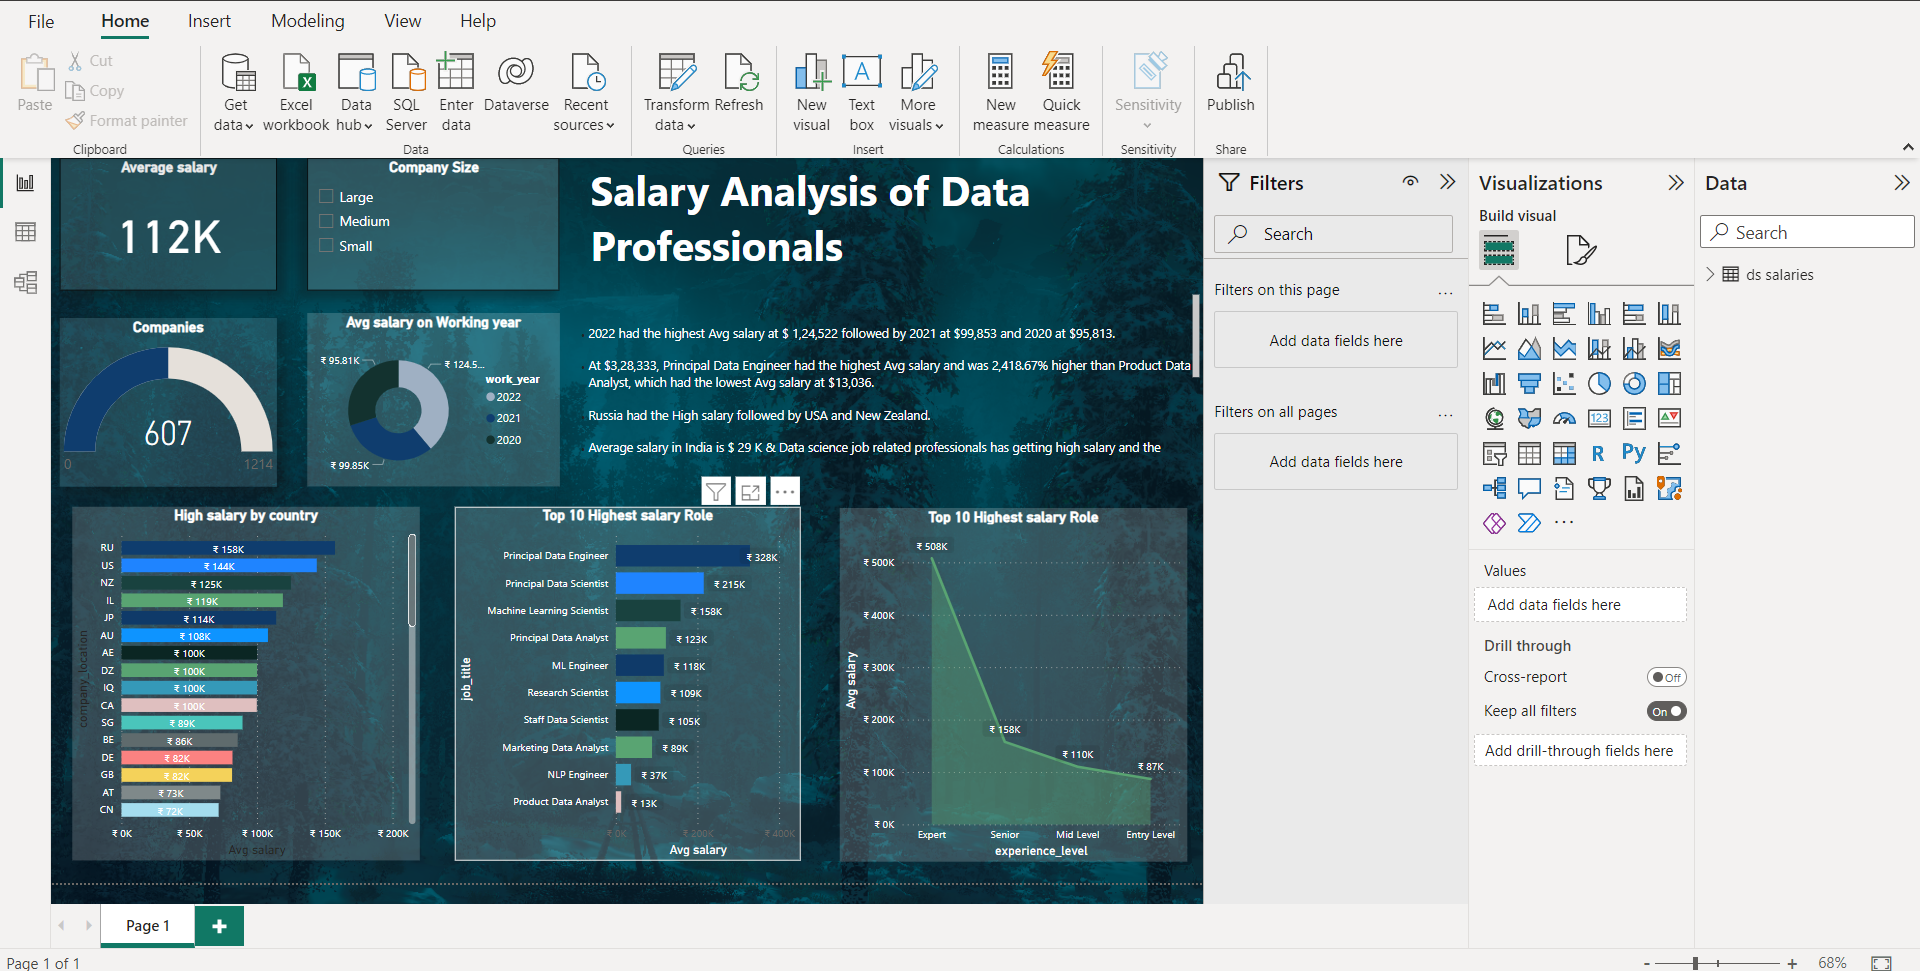 File Home Insert Modeling View Help
Paste
Cut
Copy
Format painter
Clipboard
Get data
Excel workbook
Data hub
SQL Server
Enter data
Dataverse
Recent sources
Data
Transform data
Refresh
Queries
New visual
Text box
More visuals
Insert
New measure
Quick measure
Calculations
Sensitivity
Sensitivity
Publish
Share
Average salary
112K
Company Size
Large
Medium
Small
Salary Analysis of Data
Professionals
Companies
607
0 1214
Avg salary on Working year
₹ 95.81K
₹ 124.5...
₹ 99.85K
work_year
2022
2021
2020
2022 had the highest Avg salary at $ 1,24,522 followed by 2021 at $99,853 and 2020 at $95,813.
At $3,28,333, Principal Data Engineer had the highest Avg salary and was 2,418.67% higher than Product Data
Analyst, which had the lowest Avg salary at $13,036.
Russia had the High salary followed by USA and New Zealand.
Average salary in India is $ 29 K & Data science job related professionals has getting high salary and the
High salary by country
company_location
RU ₹ 158K
US ₹ 144K
NZ ₹ 125K
IL ₹ 119K
JP ₹ 114K
AU ₹ 108K
AE ₹ 100K
DZ ₹ 100K
IQ ₹ 100K
CA ₹ 100K
SG ₹ 89K
BE ₹ 86K
DE ₹ 82K
GB ₹ 82K
AT ₹ 73K
CN ₹ 72K
₹ 0K ₹ 50K ₹ 100K ₹ 150K ₹ 200K
Avg salary
Top 10 Highest salary Role
job_title
Principal Data Engineer ₹ 328K
Principal Data Scientist ₹ 215K
Machine Learning Scientist ₹ 158K
Principal Data Analyst ₹ 123K
ML Engineer ₹ 118K
Research Scientist ₹ 109K
Staff Data Scientist ₹ 105K
Marketing Data Analyst ₹ 89K
NLP Engineer ₹ 37K
Product Data Analyst ₹ 13K
₹ 0K ₹ 200K ₹ 400K
Avg salary
Top 10 Highest salary Role
Avg salary
₹ 500K
₹ 400K
₹ 300K
₹ 200K
₹ 100K
₹ 0K
₹ 508K
₹ 158K
₹ 110K
₹ 87K
Expert Senior Mid Level Entry Level
experience_level
Filters
Search
Filters on this page ...
Add data fields here
Filters on all pages ...
Add data fields here
Visualizations
Build visual
123
R
Py
...
Values
Add data fields here
Drill through
Cross-report Off
Keep all filters On
Add drill-through fields here
Data
Search
ds salaries
Page 1 +
Page 1 of 1
- + 68%